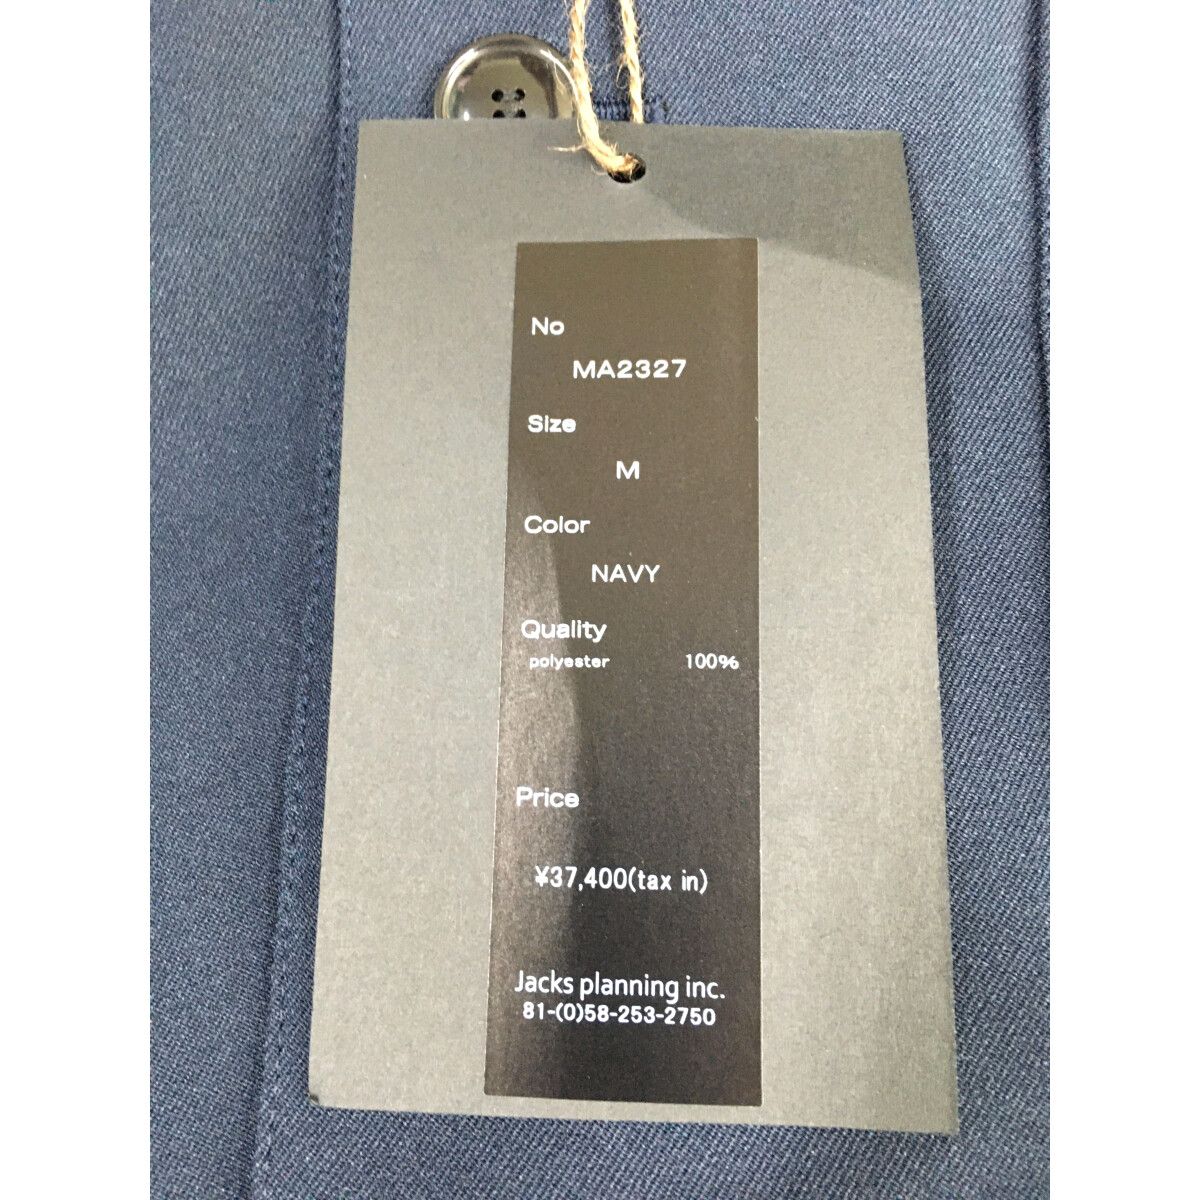 No
MA2327
Size
M
Color
NAVY
Quality
polyester 100%
Price
¥37,400(tax in)
Jacks planning inc.
81-(0)58-253-2750